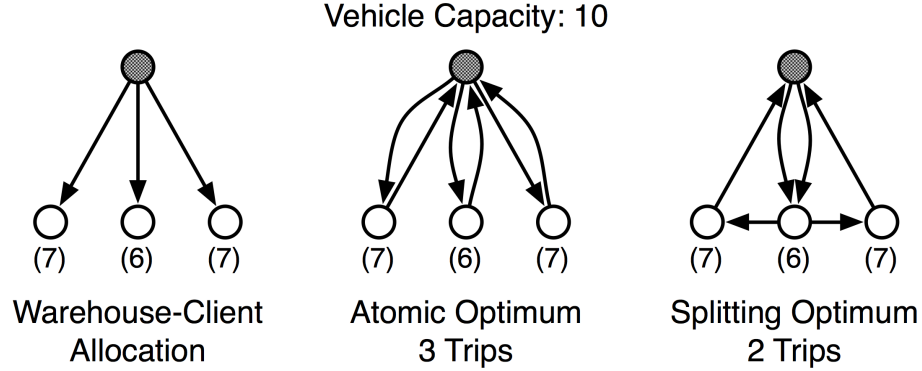 Vehicle Capacity: 10
(7) (6) (7) (7) (6) (7) (7) (6) (7)
Warehouse-Client Atomic Optimum Splitting Optimum
Allocation 3 Trips 2 Trips